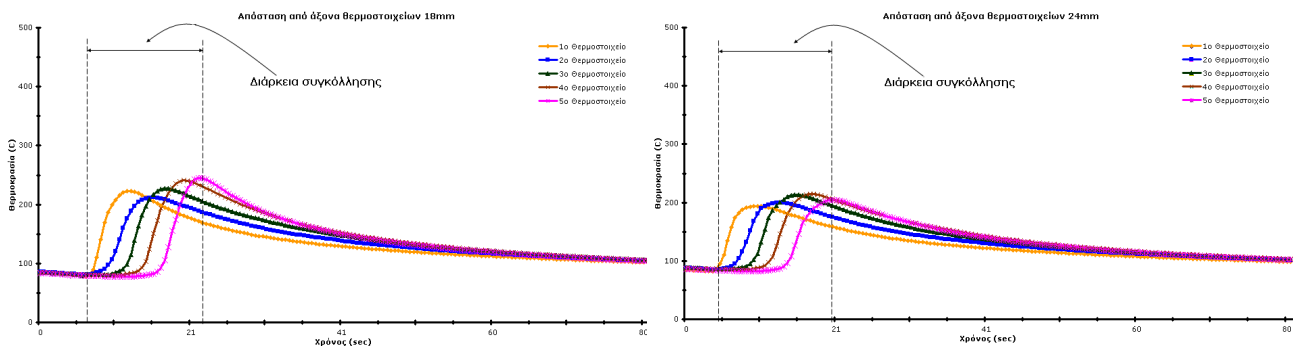 Απόσταση από άξονα θερμοστοιχείων 18mm
500
400
300
200
100
0
Θερμοκρασία (C)
0
21
41
60
80
Χρόνος (sec)
1ο Θερμοστοιχείο
2ο Θερμοστοιχείο
3ο Θερμοστοιχείο
4ο Θερμοστοιχείο
5ο Θερμοστοιχείο
Διάρκεια συγκόλλησης
Απόσταση από άξονα θερμοστοιχείων 24mm
500
400
300
200
100
0
Θερμοκρασία (C)
0
21
41
60
80
Χρόνος (sec)
1ο Θερμοστοιχείο
2ο Θερμοστοιχείο
3ο Θερμοστοιχείο
4ο Θερμοστοιχείο
5ο Θερμοστοιχείο
Διάρκεια συγκόλλησης